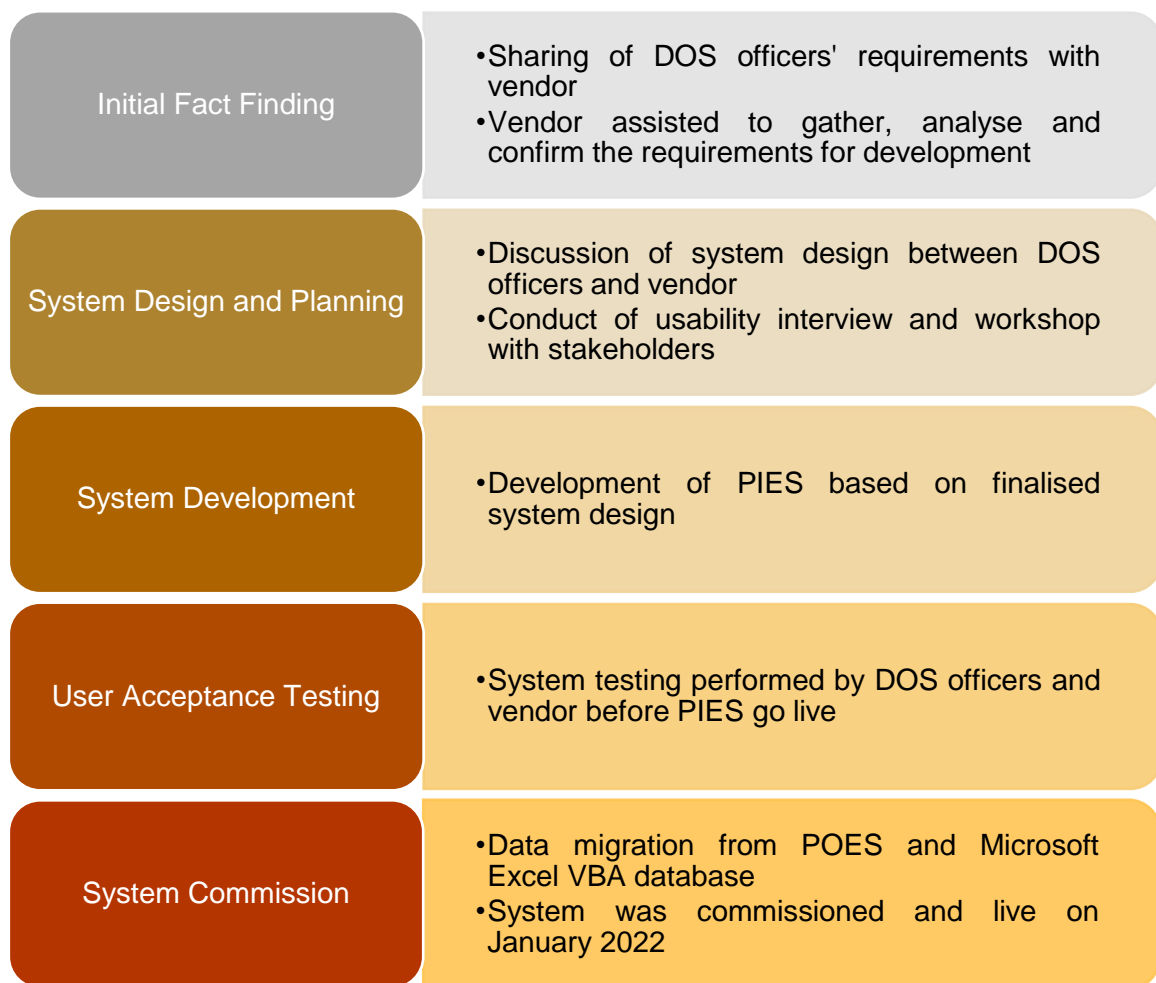 Initial Fact Finding
•Sharing of DOS officers' requirements with
vendor
•Vendor assisted to gather, analyse and
confirm the requirements for development
System Design and Planning
•Discussion of system design between DOS
officers and vendor
•Conduct of usability interview and workshop
with stakeholders
System Development
•Development of PIES based on finalised
system design
User Acceptance Testing
•System testing performed by DOS officers and
vendor before PIES go live
System Commission
•Data migration from POES and Microsoft
Excel VBA database
•System was commissioned and live on
January 2022